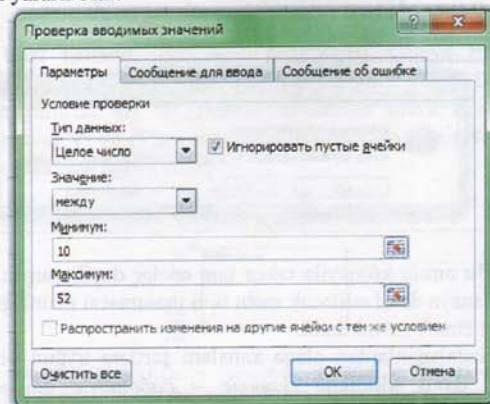 Проверка вводимых значений
Параметры
Сообщение для ввода
Сообщение об ошибке
Условие проверки
Тип данных:
Целое число
Игнорировать пустые ячейки
Значение:
между
Минимум:
10
Максимум:
52
Распространить изменения на другие ячейки с тем же условием
Очистить все
ОК
Отмена